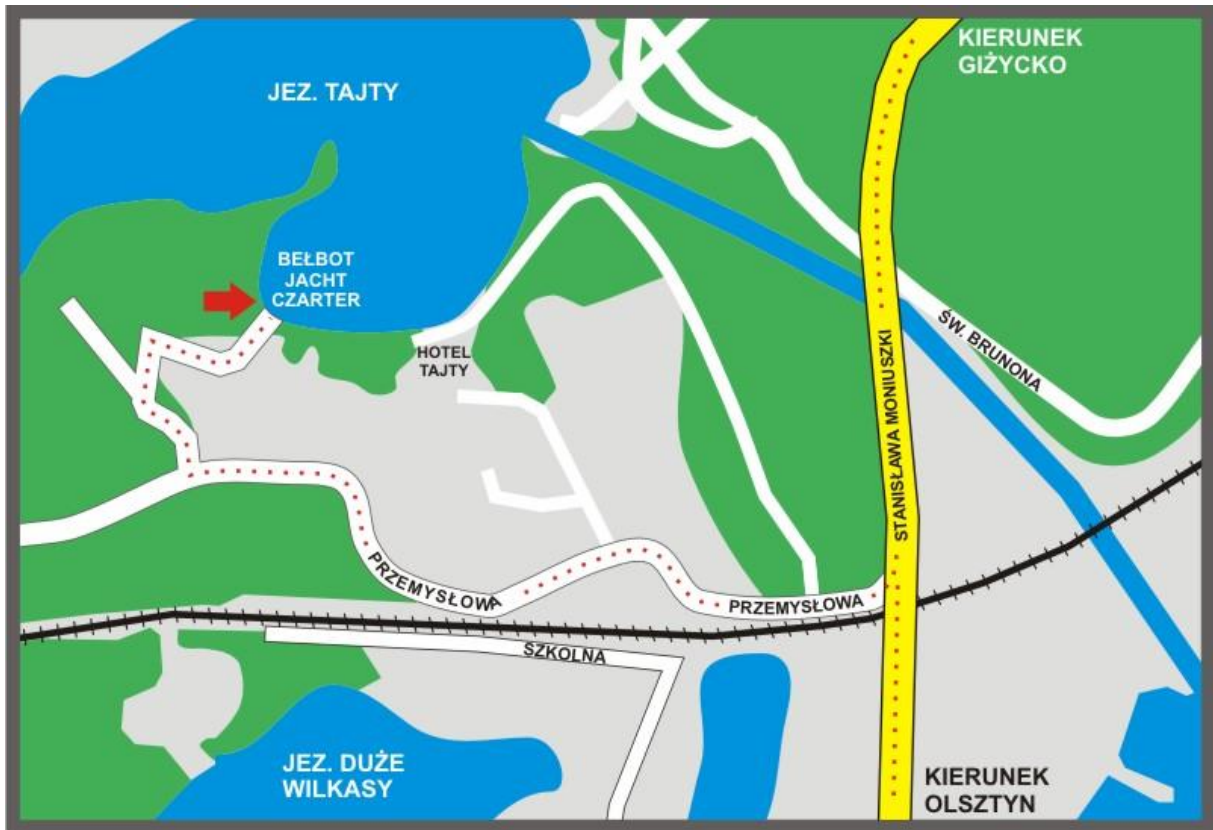 KIERUNEK
GIŻYCKO
JEZ. TAJTY
BEŁBOT
JACHT
CZARTER
HOTEL
TAJTY
ŚW. BRUNONA
STANISŁAWA MONIUSZKI
PRZEMYSŁOWA
PRZEMYSŁOWA
SZKOLNA
JEZ. DUŻE
WILKASY
KIERUNEK
OLSZTYN